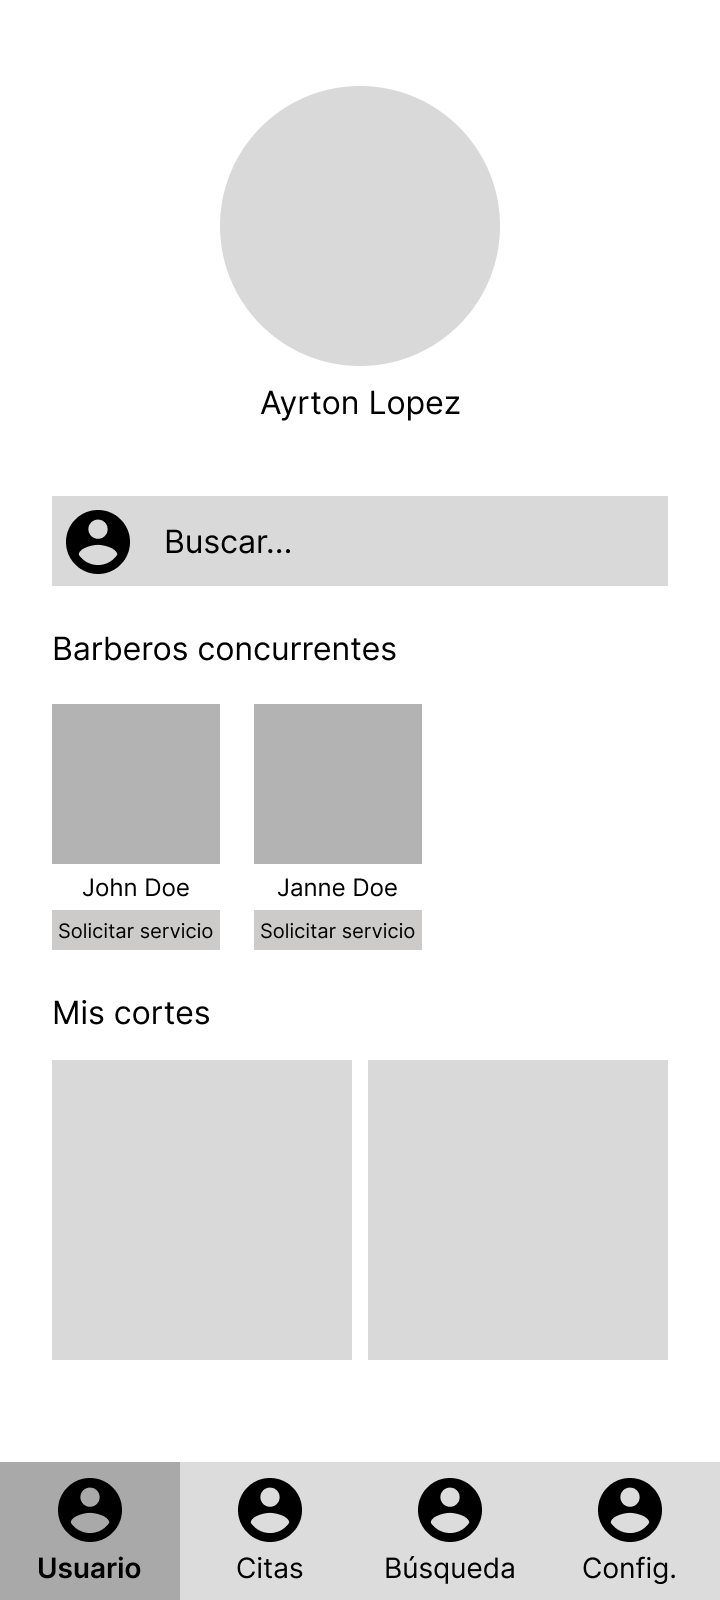 Ayrton Lopez
Buscar...
Barberos concurrentes
John Doe
Janne Doe
Solicitar servicio
Solicitar servicio
Mis cortes
Usuario
Citas
Búsqueda
Config.